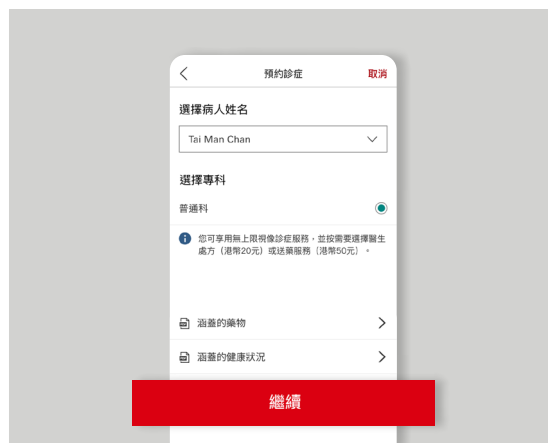 預約診症
取消
選擇病人姓名
Tai Man Chan
選擇專科
普通科
您可享用無上限視像診症服務，並按需要選擇醫生
處方（港幣20元）或送藥服務（港幣50元）。
涵蓋的藥物
涵蓋的健康狀況
繼續